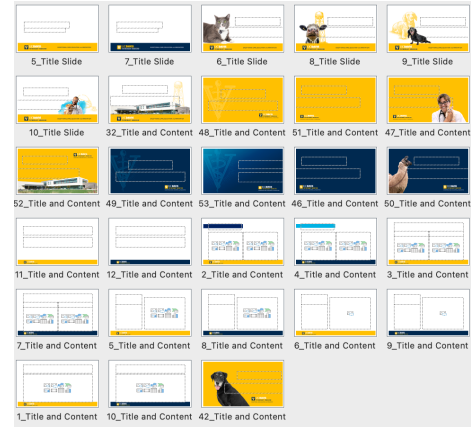 5_Title Slide
7_Title Slide
6_Title Slide
8_Title Slide
9_Title Slide
10_Title Slide
32_Title and Content
48_Title and Content
51_Title and Content
47_Title and Content
52_Title and Content
49_Title and Content
53_Title and Content
46_Title and Content
50_Title and Content
11_Title and Content
12_Title and Content
2_Title and Content
4_Title and Content
3_Title and Content
7_Title and Content
5_Title and Content
8_Title and Content
6_Title and Content
9_Title and Content
1_Title and Content
10_Title and Content
42_Title and Content